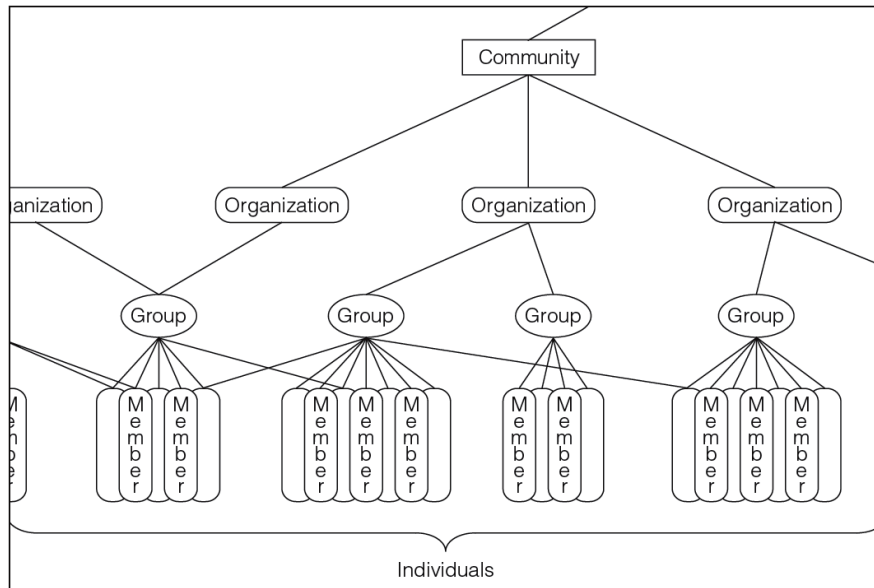 Community
ganization
Organization
Organization
Organization
Group
Group
Group
Group
Member
Member
Member
Member
Member
Member
Member
Member
Member
Member
Member
Individuals